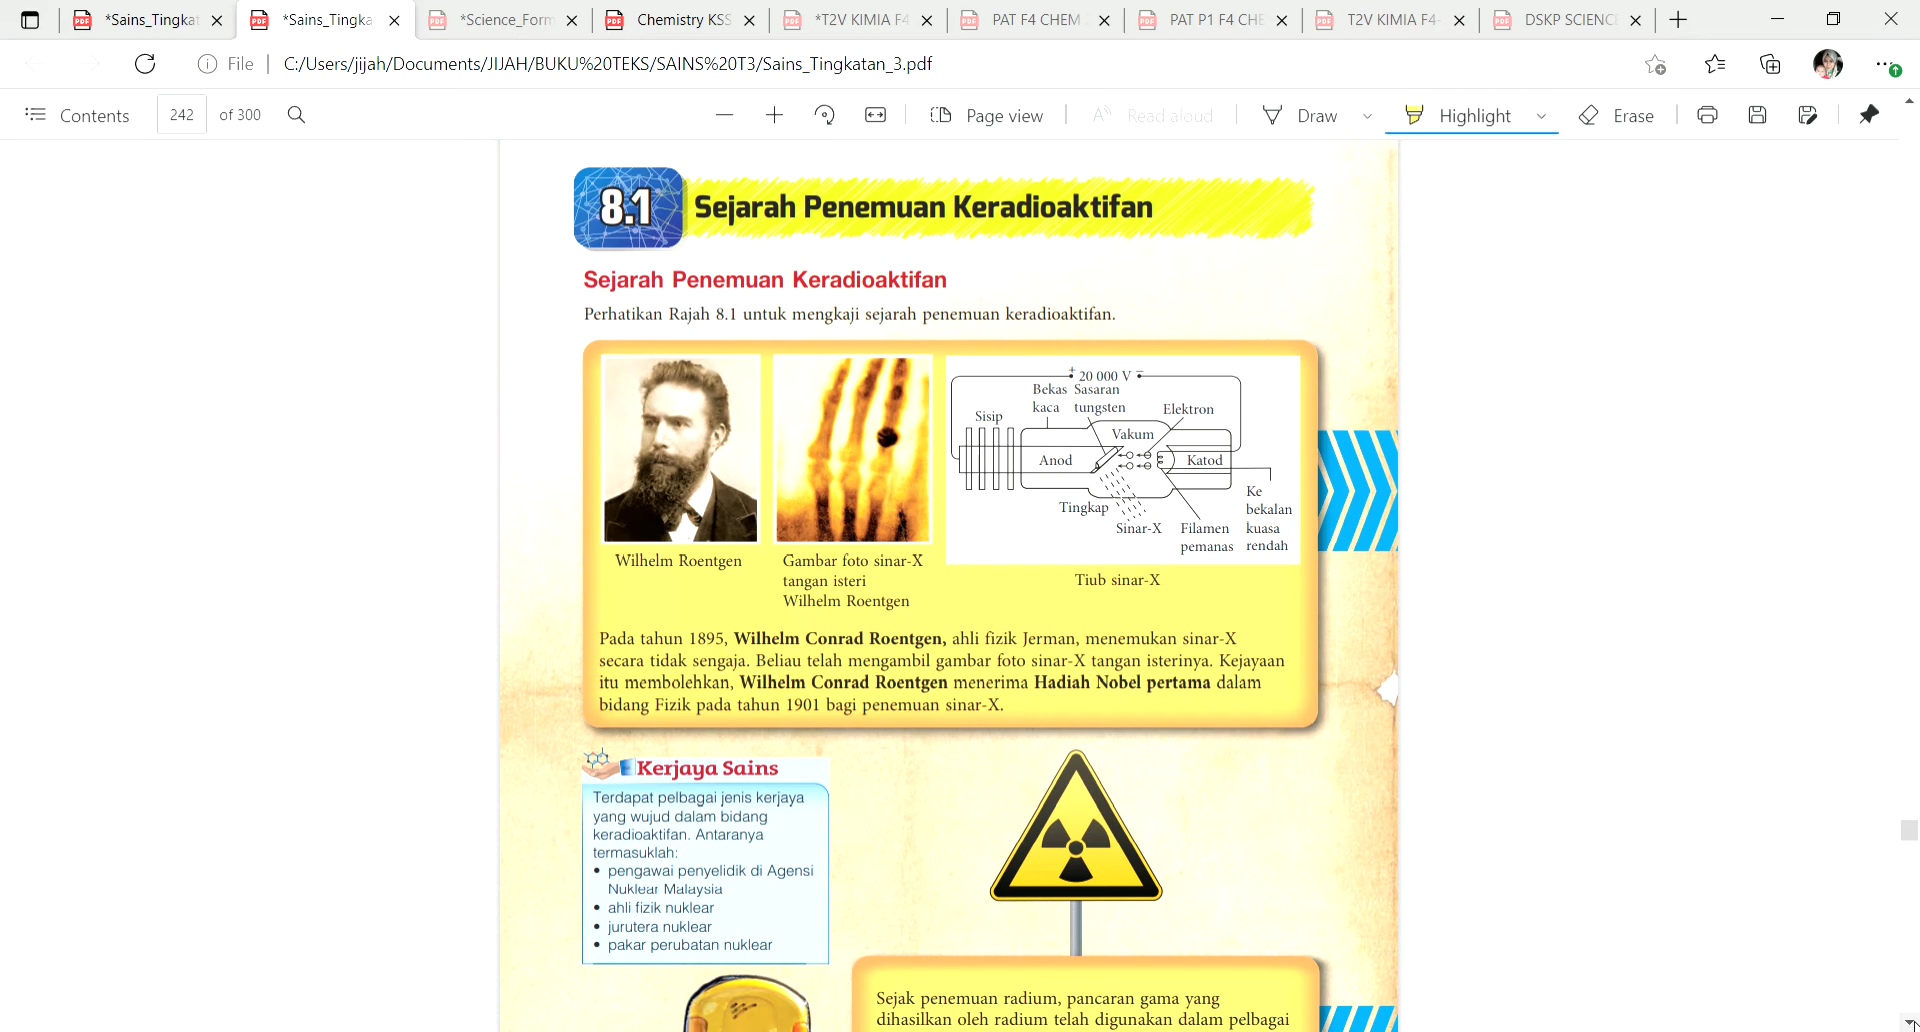 *Sains_Tingkat
*Sains_Tingka
*Science_Form
Chemistry KSS
*T2V KIMIA F4
PAT F4 CHEM
PAT P1 F4 CHE
T2V KIMIA F4-
DSKP SCIENCE
File
C:/Users/jijah/Documents/JIJAH/BUKU%20TEKS/SAINS%20T3/Sains_Tingkatan_3.pdf
Contents
242 of 300
Page view
Read aloud
Draw
Highlight
Erase
8.1 Sejarah Penemuan Keradioaktifan
Sejarah Penemuan Keradioaktifan
Perhatikan Rajah 8.1 untuk mengkaji sejarah penemuan keradioaktifan.
Wilhelm Roentgen
Gambar foto sinar-X
tangan isteri
Wilhelm Roentgen
+ 20 000 V −
Bekas
kaca
Sasaran
tungsten
Elektron
Sisip
Vakum
Anod
Katod
Tingkap
Sinar-X
Filamen
pemanas
Ke
bekalan
kuasa
rendah
Tiub sinar-X
Pada tahun 1895, Wilhelm Conrad Roentgen, ahli fizik Jerman, menemukan sinar-X
secara tidak sengaja. Beliau telah mengambil gambar foto sinar-X tangan isterinya. Kejayaan
itu membolehkan, Wilhelm Conrad Roentgen menerima Hadiah Nobel pertama dalam
bidang Fizik pada tahun 1901 bagi penemuan sinar-X.
Kerjaya Sains
Terdapat pelbagai jenis kerjaya
yang wujud dalam bidang
keradioaktifan. Antaranya
termasuklah:
• pengawai penyelidik di Agensi
Nuklear Malaysia
• ahli fizik nuklear
• jurutera nuklear
• pakar perubatan nuklear
Sejak penemuan radium, pancaran gama yang
dihasilkan oleh radium telah digunakan dalam pelbagai